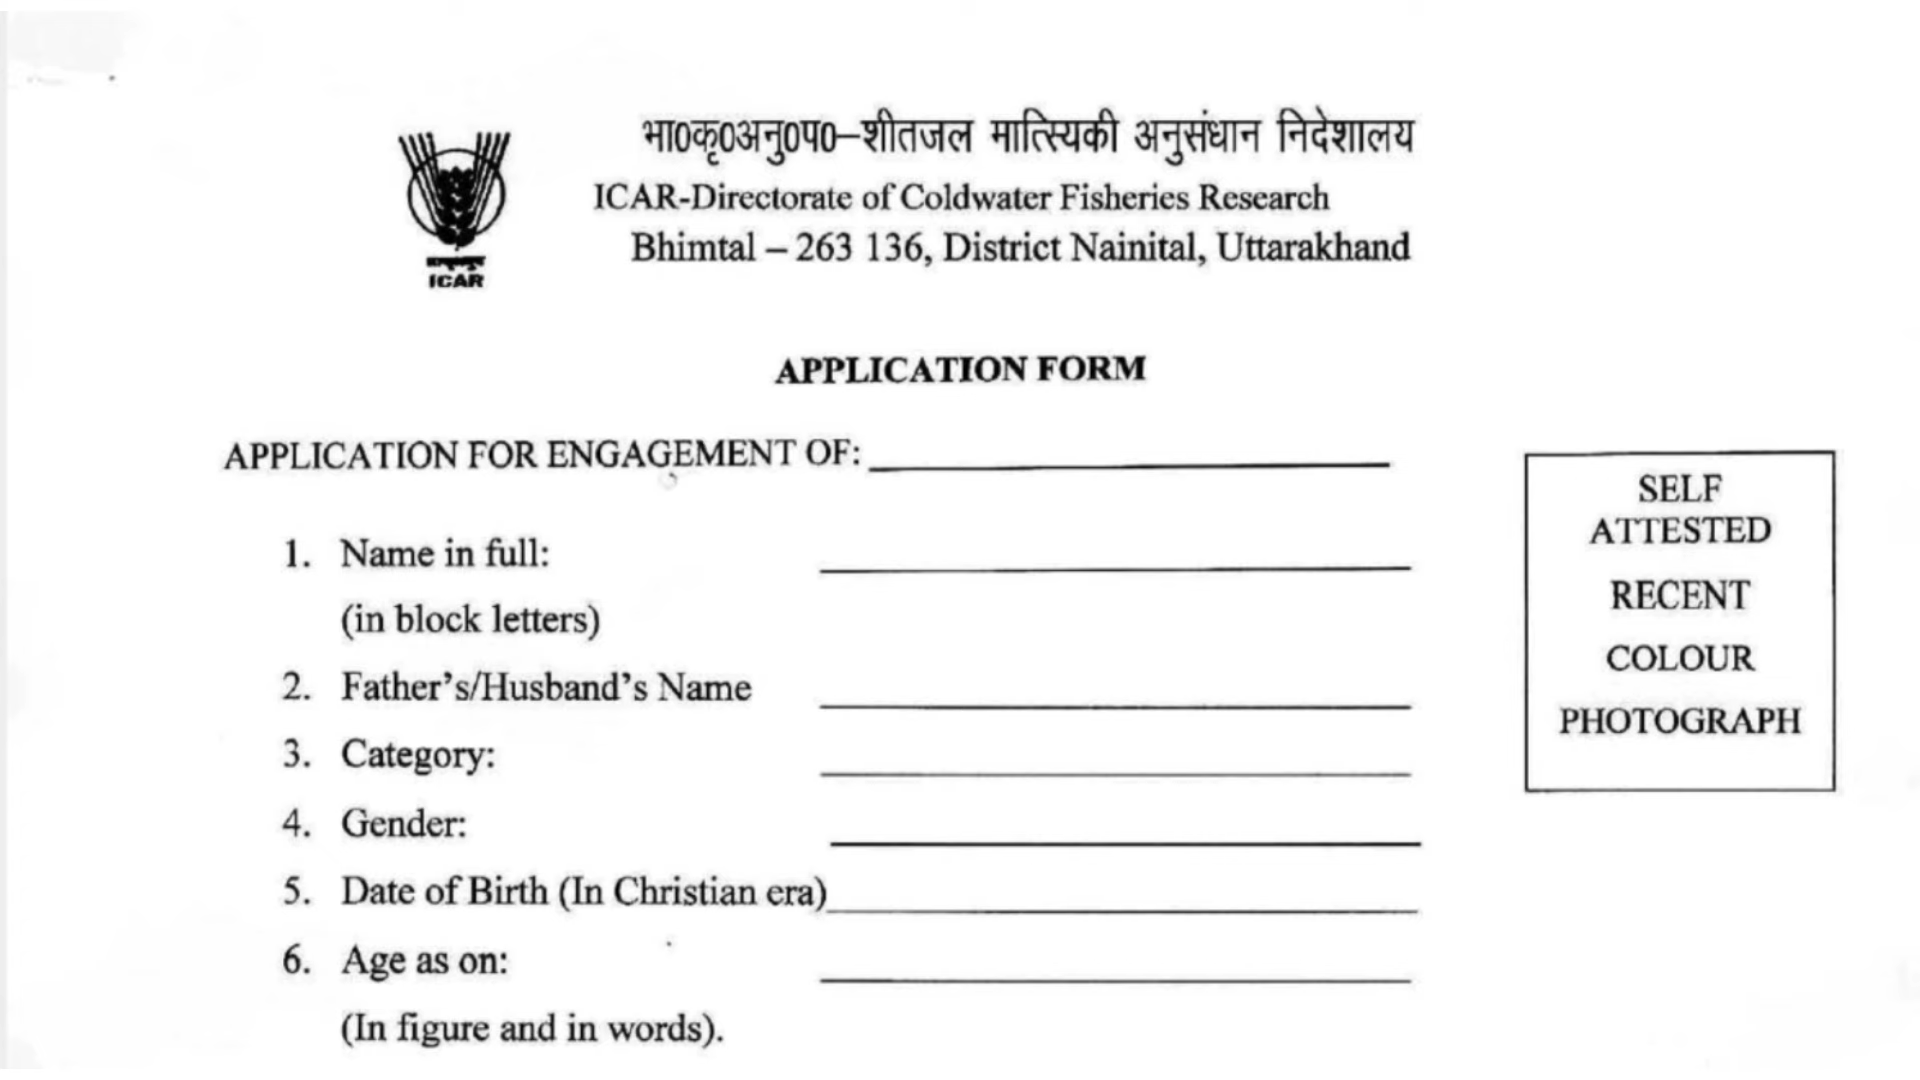 भा0कृ0अनु0प0–शीतजल मात्स्यिकी अनुसंधान निदेशालय
ICAR-Directorate of Coldwater Fisheries Research
Bhimtal – 263 136, District Nainital, Uttarakhand
ICAR
APPLICATION FORM
APPLICATION FOR ENGAGEMENT OF:
SELF
ATTESTED
RECENT
COLOUR
PHOTOGRAPH
1. Name in full:
(in block letters)
2. Father's/Husband's Name
3. Category:
4. Gender:
5. Date of Birth (In Christian era)
6. Age as on:
(In figure and in words).